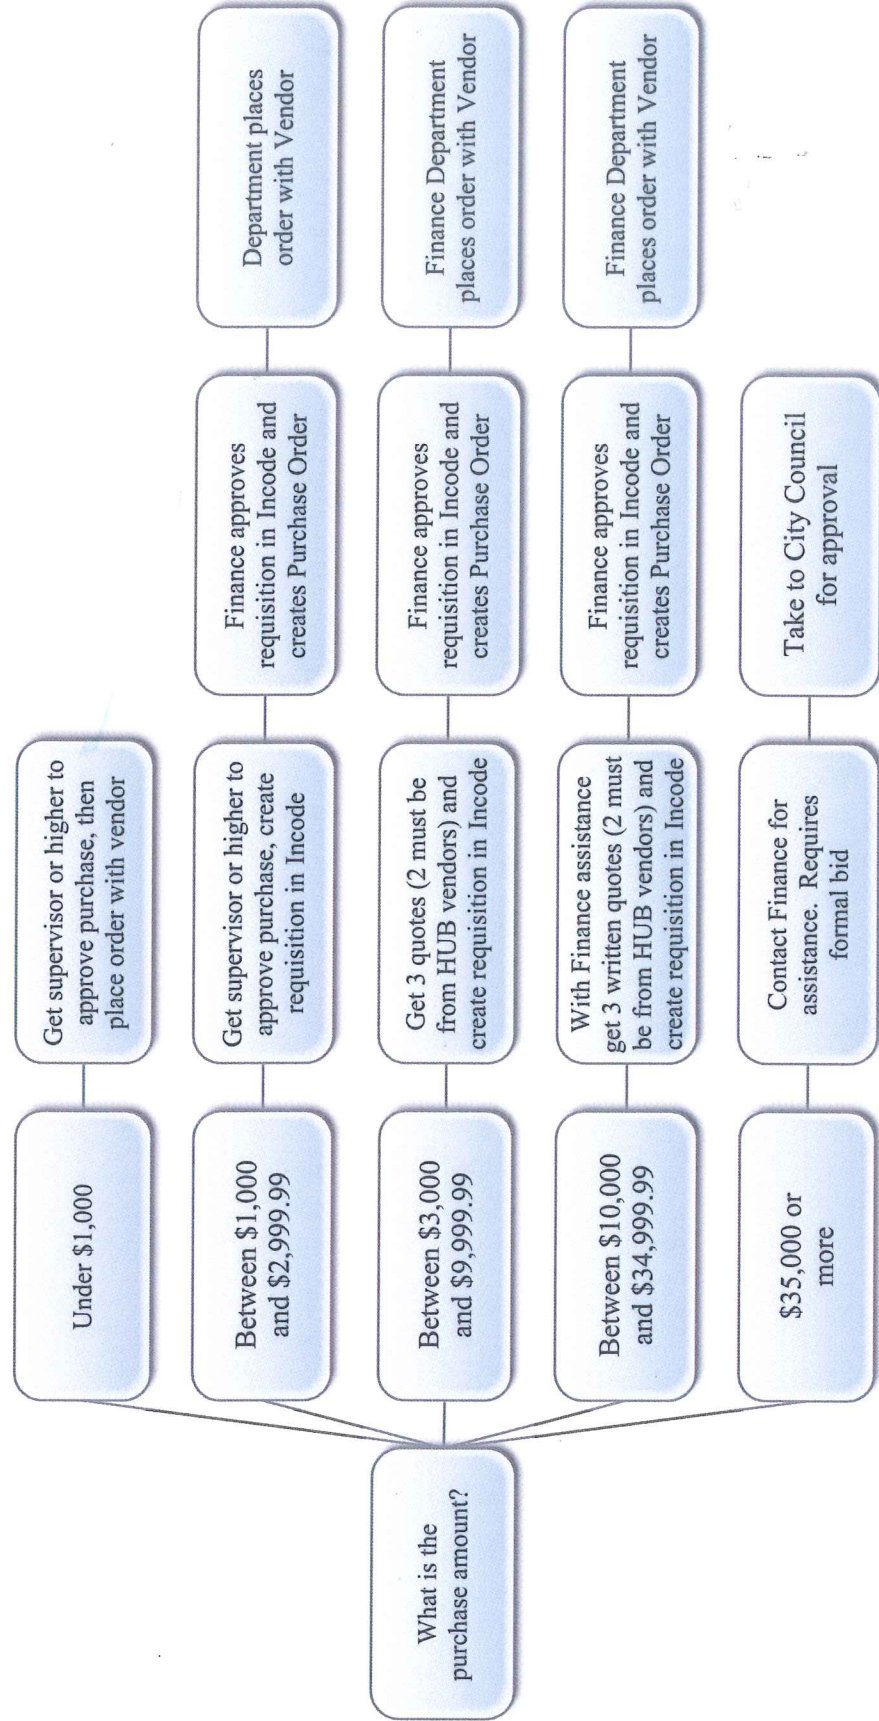 What is the
purchase amount?
Under $1,000
Get supervisor or higher to
approve purchase, then
place order with vendor
Between $1,000
and $2,999.99
Get supervisor or higher to
approve purchase, create
requisition in Incode
Finance approves
requisition in Incode and
creates Purchase Order
Department places
order with Vendor
Between $3,000
and $9,999.99
Get 3 quotes (2 must be
from HUB vendors) and
create requisition in Incode
Finance approves
requisition in Incode and
creates Purchase Order
Finance Department
places order with Vendor
Between $10,000
and $34,999.99
With Finance assistance
get 3 written quotes (2 must
be from HUB vendors) and
create requisition in Incode
Finance approves
requisition in Incode and
creates Purchase Order
Finance Department
places order with Vendor
$35,000 or
more
Contact Finance for
assistance. Requires
formal bid
Take to City Council
for approval